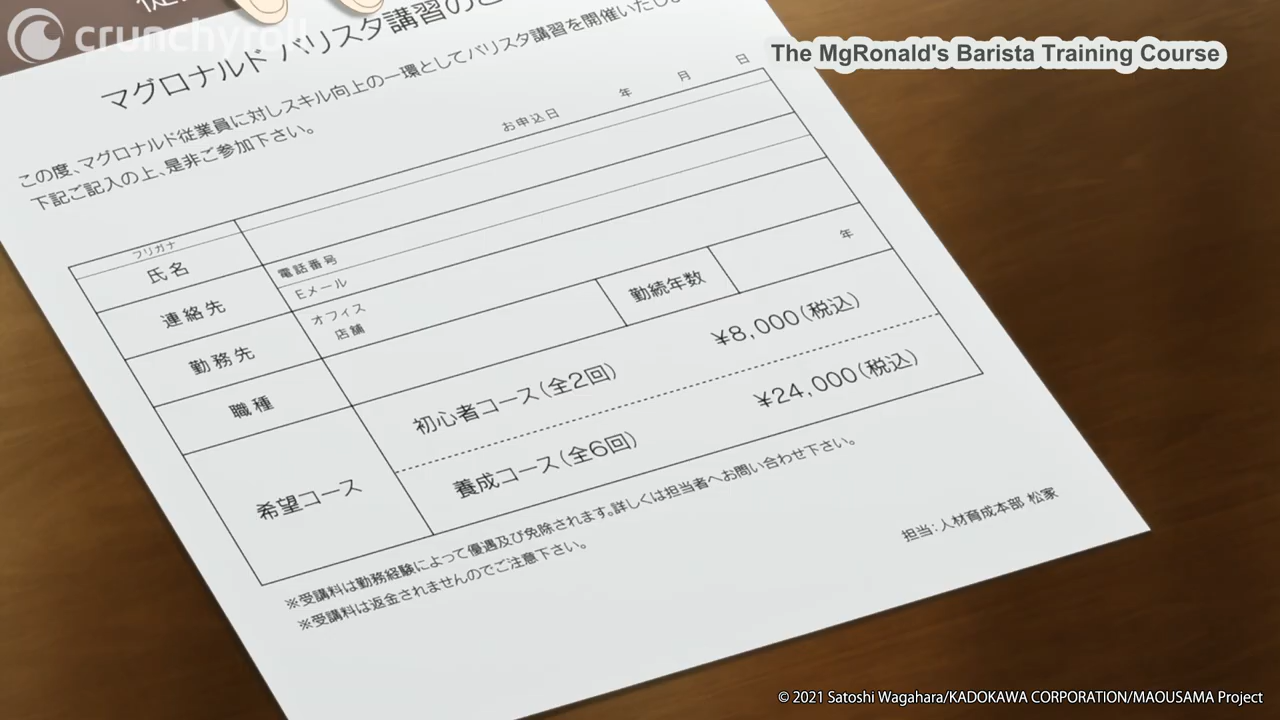 crunchyroll
The MgRonald's Barista Training Course
マグロナルド バリスタ講習のご
この度、マグロナルド従業員に対しスキル向上の一環としてバリスタ講習を開催いたしま
下記ご記入の上、是非ご参加下さい。
お申込日 年 月 日
フリガナ
氏名
連絡先 電話番号
Eメール
勤務先 オフィス
店舗
職種 勤続年数 年
希望コース
初心者コース(全2回) ¥8,000(税込)
養成コース(全6回) ¥24,000(税込)
※受講料は勤務経験によって優遇及び免除されます。詳しくは担当者へお問い合わせ下さい。
※受講料は返金されませんのでご注意下さい。
担当:人材育成本部 松家
© 2021 Satoshi Wagahara/KADOKAWA CORPORATION/MAOUSAMA Project